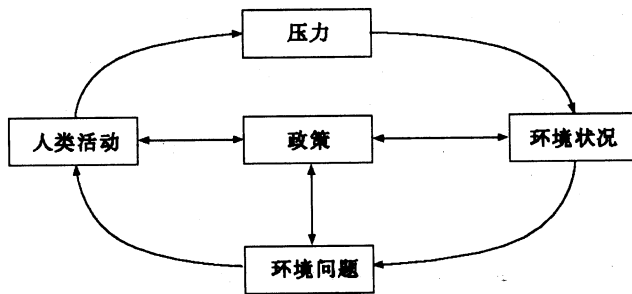 压力
人类活动
政策
环境状况
环境问题